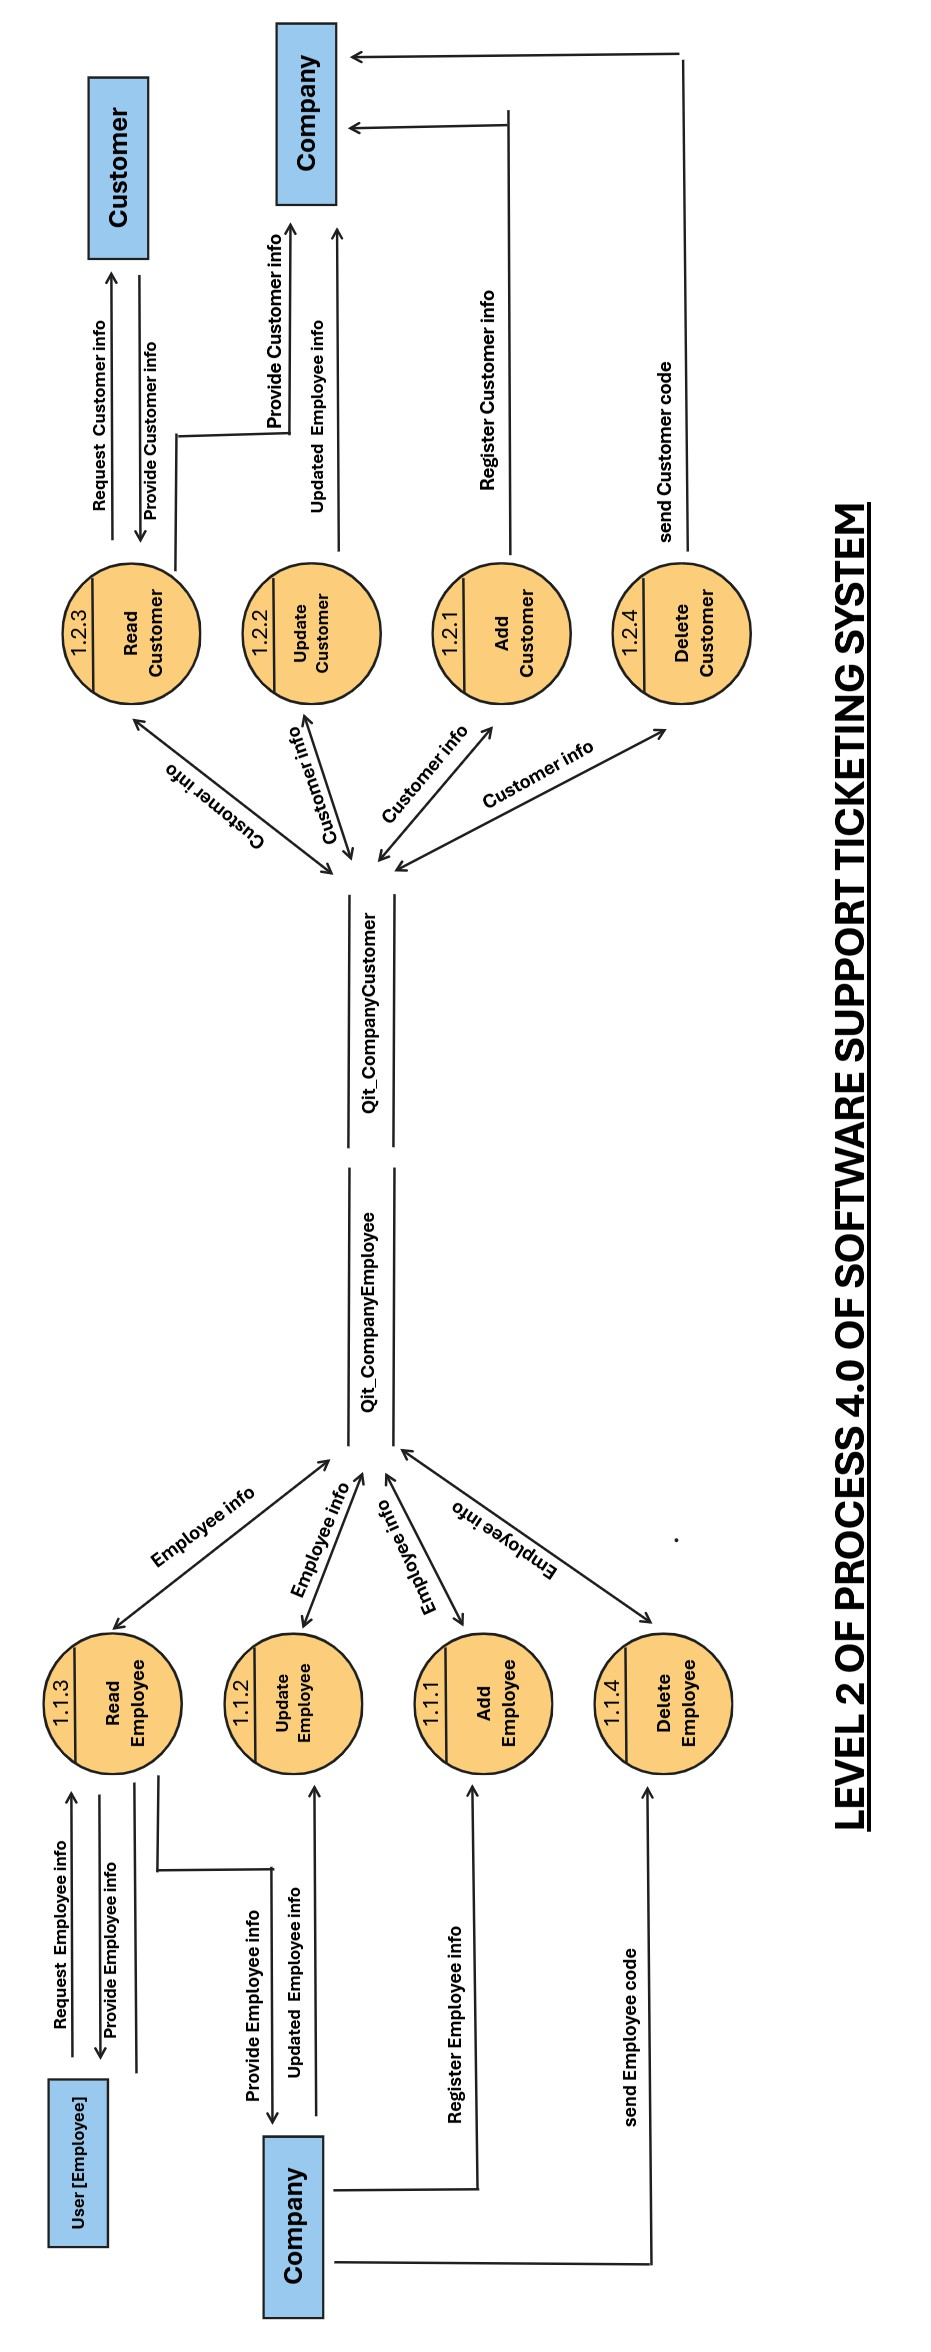 User [Employee]
Request  Employee info
Provide Employee info
1.1.3
Read
Employee
Employee info
Company
Provide Employee info
Updated  Employee info
1.1.2
Update
Employee
Employee info
Register Employee info
1.1.1
Add
Employee
Employee info
send Employee code
1.1.4
Delete
Employee
Employee info
Qit_CompanyEmployee
Qit_CompanyCustomer
Customer info
1.2.3
Read
Customer
Request  Customer info
Provide Customer info
Customer
Customer info
1.2.2
Update
Customer
Provide Customer info
Updated  Employee info
Company
Customer info
1.2.1
Add
Customer
Register Customer info
Customer info
1.2.4
Delete
Customer
send Customer code
LEVEL 2 OF PROCESS 4.0 OF SOFTWARE SUPPORT TICKETING SYSTEM